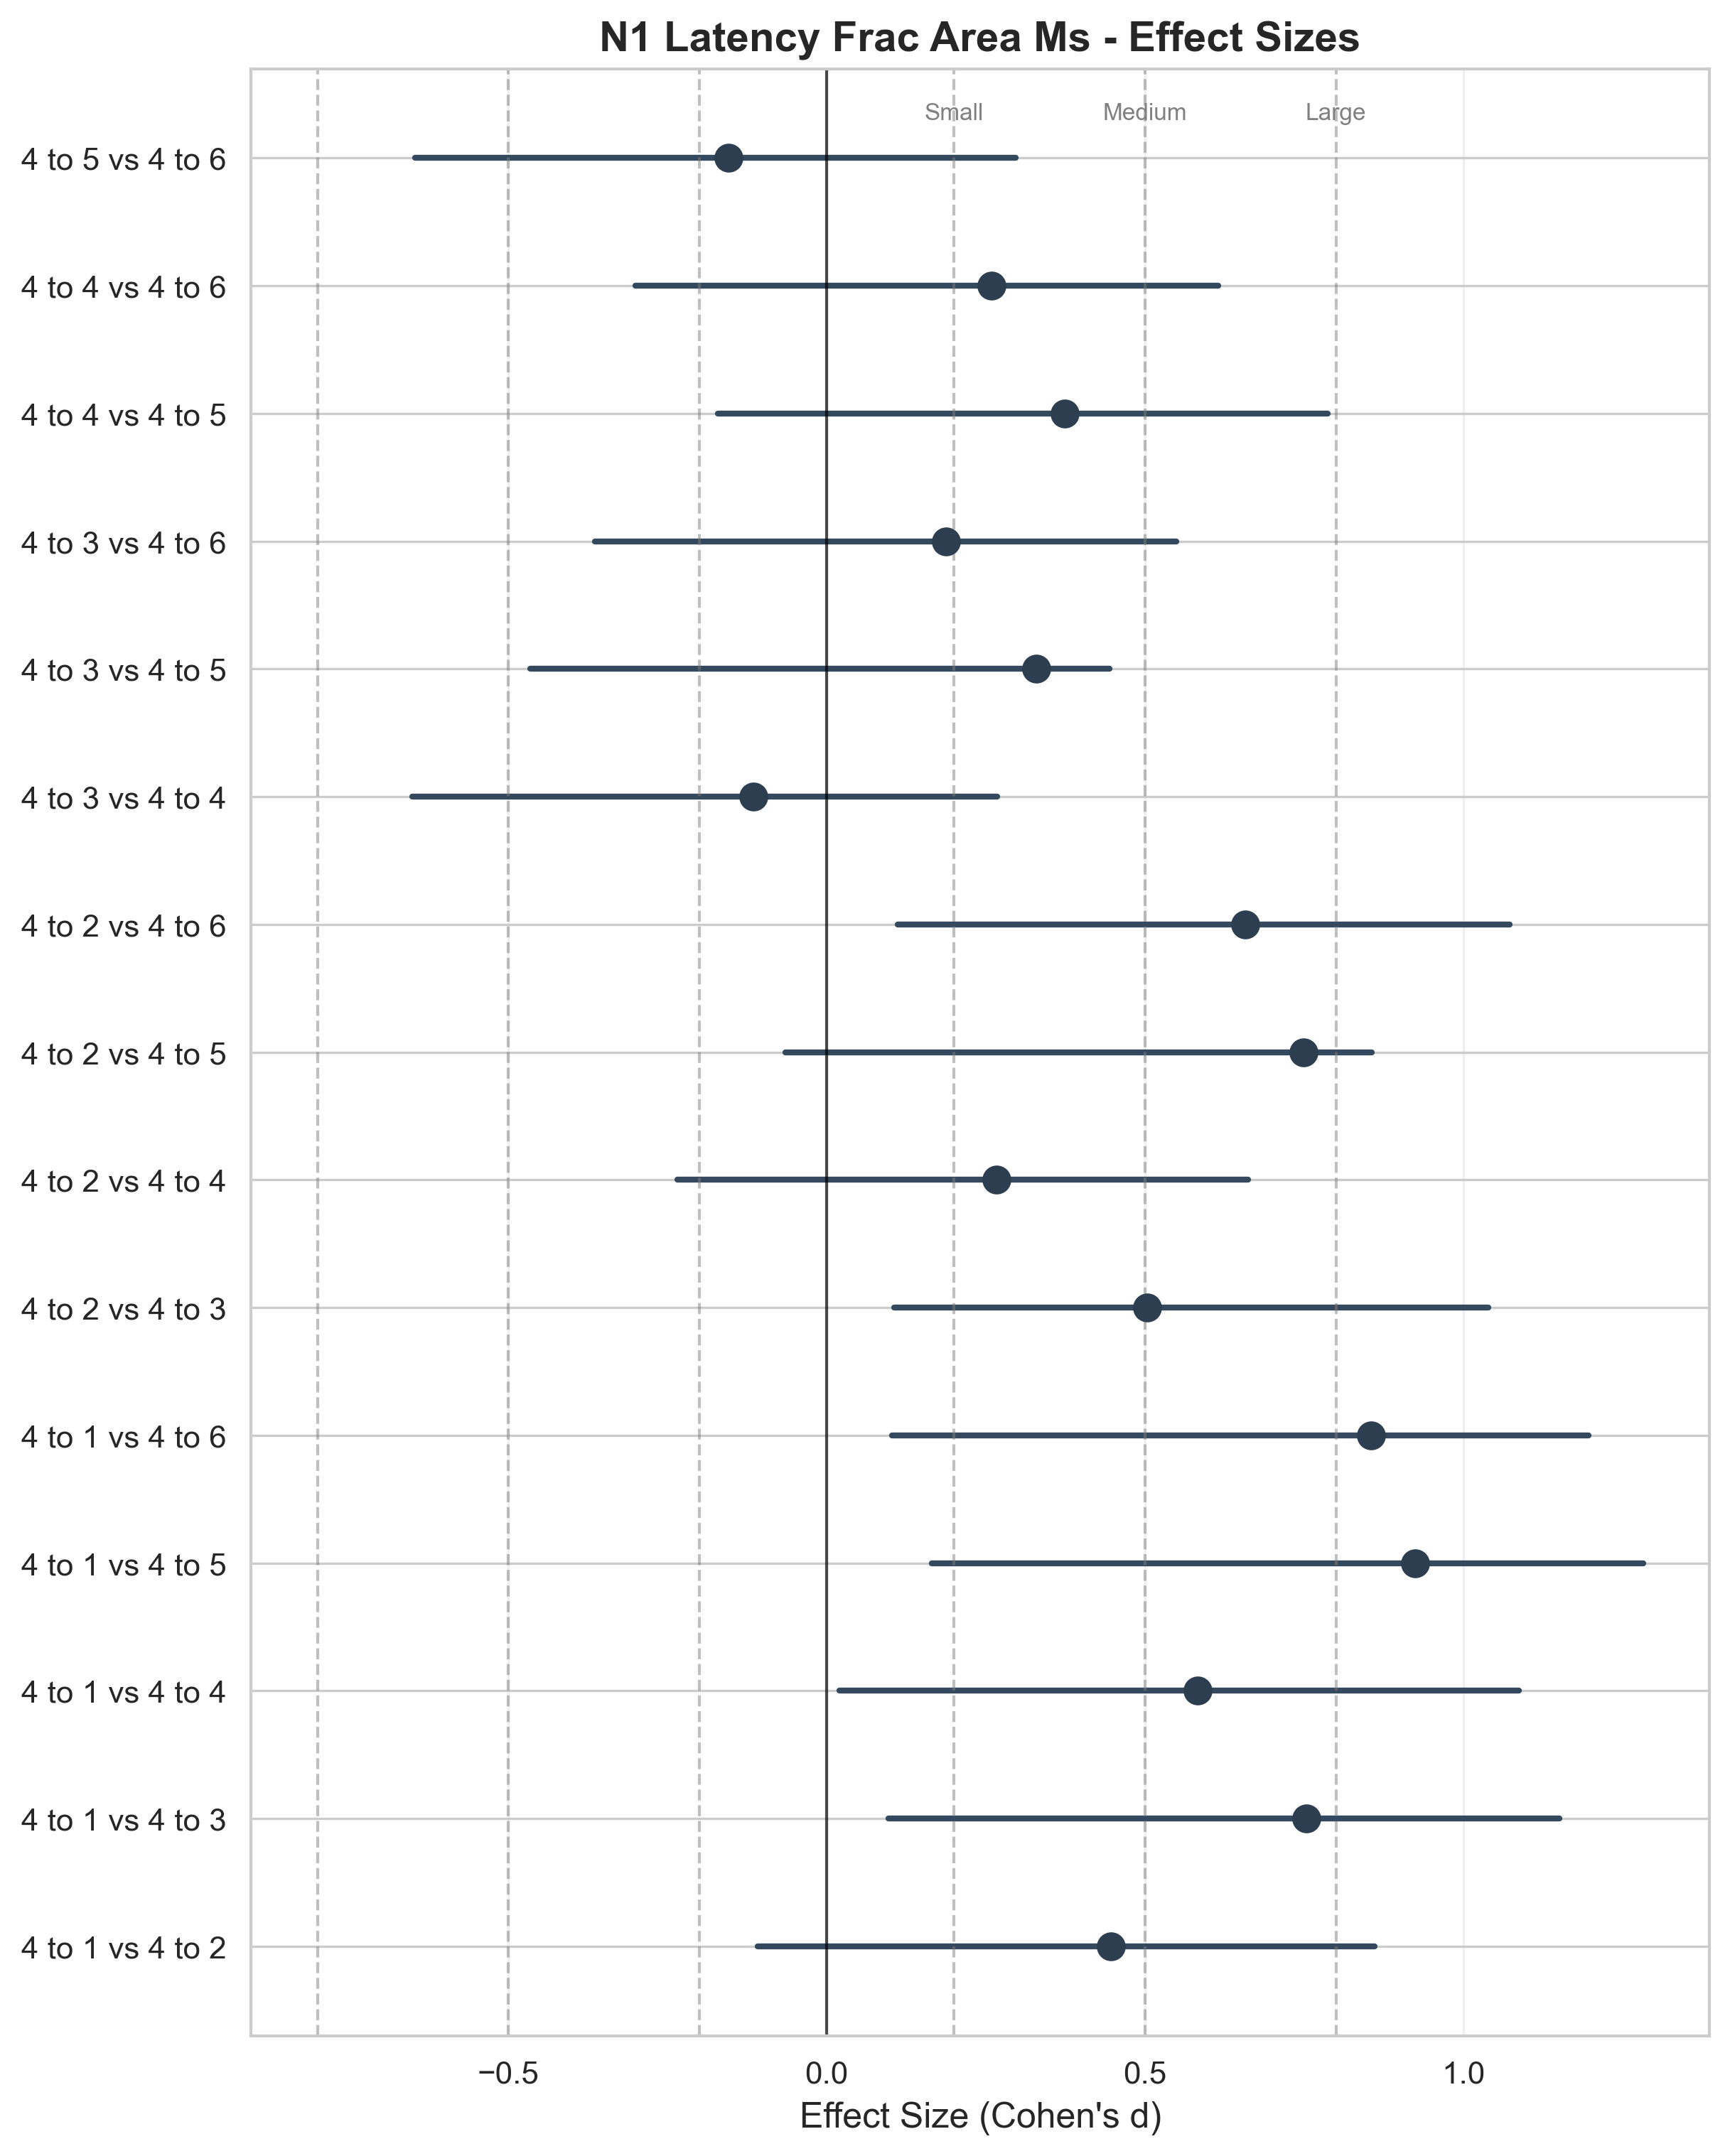 N1 Latency Frac Area Ms - Effect Sizes
Small Medium Large
4 to 5 vs 4 to 6
4 to 4 vs 4 to 6
4 to 4 vs 4 to 5
4 to 3 vs 4 to 6
4 to 3 vs 4 to 5
4 to 3 vs 4 to 4
4 to 2 vs 4 to 6
4 to 2 vs 4 to 5
4 to 2 vs 4 to 4
4 to 2 vs 4 to 3
4 to 1 vs 4 to 6
4 to 1 vs 4 to 5
4 to 1 vs 4 to 4
4 to 1 vs 4 to 3
4 to 1 vs 4 to 2
−0.5 0.0 0.5 1.0
Effect Size (Cohen's d)